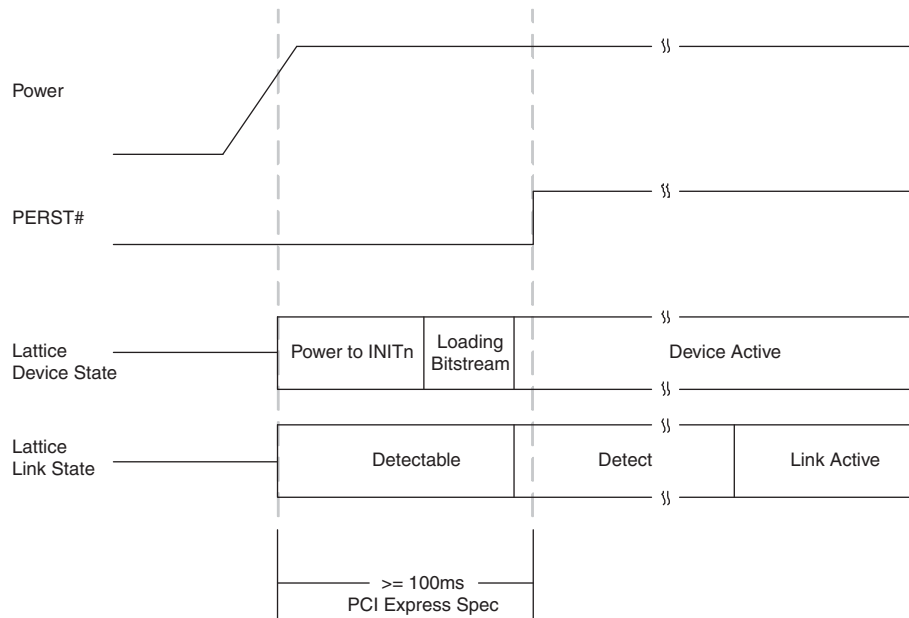 Power
PERST#
Lattice
Device State
Power to INITn
Loading
Bitstream
Device Active
Lattice
Link State
Detectable
Detect
Link Active
>= 100ms
PCI Express Spec